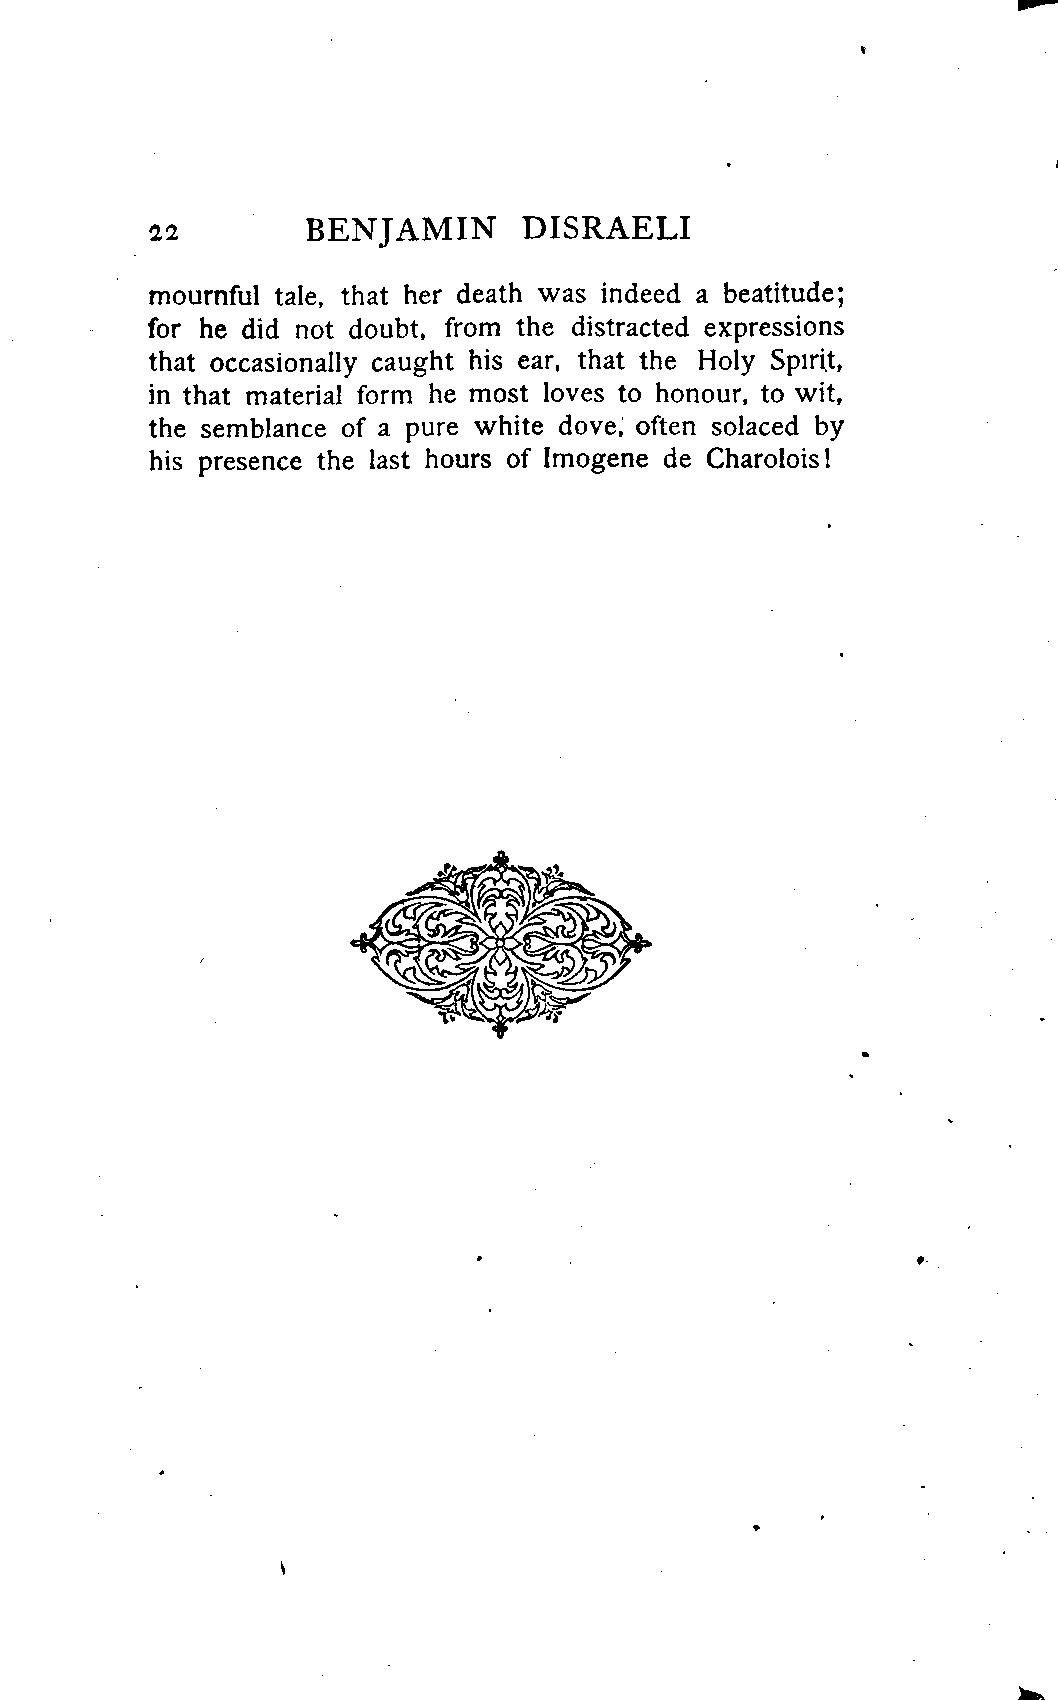 22 BENJAMIN DISRAELI
mournful tale, that her death was indeed a beatitude;
for he did not doubt, from the distracted expressions
that occasionally caught his ear, that the Holy Spirit,
in that material form he most loves to honour, to wit,
the semblance of a pure white dove, often solaced by
his presence the last hours of Imogene de Charolois!